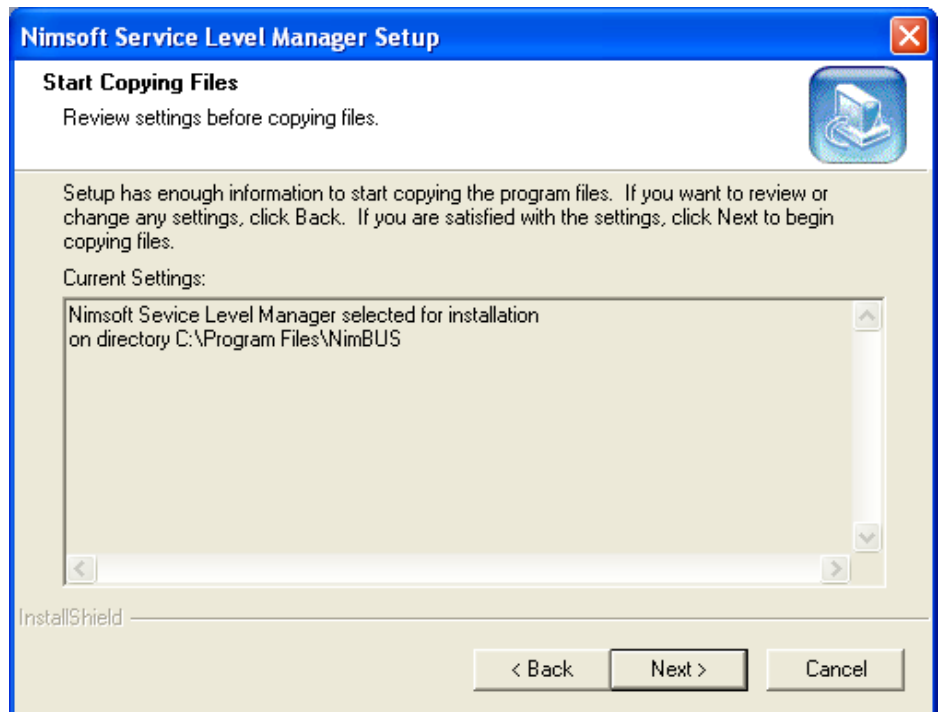 Nimsoft Service Level Manager Setup
Start Copying Files
Review settings before copying files.
Setup has enough information to start copying the program files. If you want to review or
change any settings, click Back. If you are satisfied with the settings, click Next to begin
copying files.
Current Settings:
Nimsoft Sevice Level Manager selected for installation
on directory C:\Program Files\NimBUS
InstallShield
< Back Next > Cancel